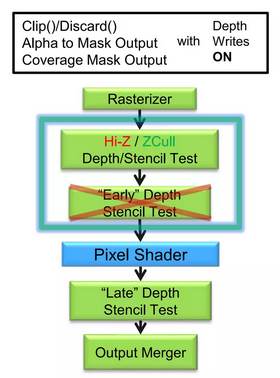 Clip()/Discard()
Alpha to Mask Output
Coverage Mask Output
with
Depth
Writes
ON
Rasterizer
Hi-Z / ZCull
Depth/Stencil Test
“Early” Depth
Stencil Test
Pixel Shader
“Late” Depth
Stencil Test
Output Merger